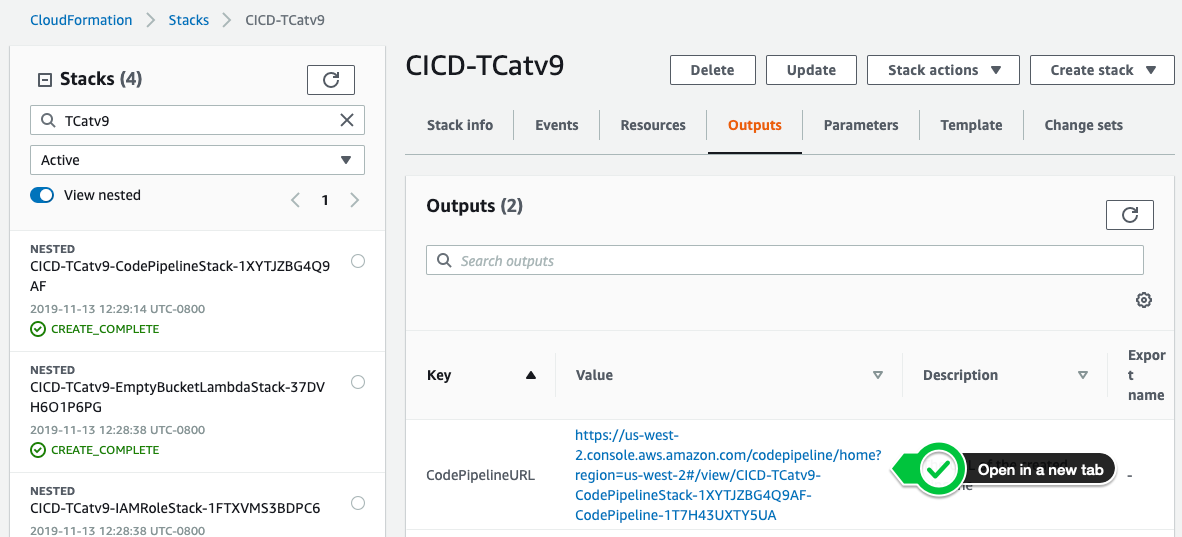 CloudFormation > Stacks > CICD-TCatv9
Stacks (4)
TCatv9
Active
View nested
1
NESTED
CICD-TCatv9-CodePipelineStack-1XYTJZBG4Q9
AF
2019-11-13 12:29:14 UTC-0800
CREATE_COMPLETE
NESTED
CICD-TCatv9-EmptyBucketLambdaStack-37DV
H6O1P6PG
2019-11-13 12:28:38 UTC-0800
CREATE_COMPLETE
NESTED
CICD-TCatv9-IAMRoleStack-1FTXVMS3BDPC6
2019-11-13 12:28:38 UTC-0800
CICD-TCatv9
Delete
Update
Stack actions
Create stack
Stack info
Events
Resources
Outputs
Parameters
Template
Change sets
Outputs (2)
Search outputs
Key
Value
Description
Expor
t
name
CodePipelineURL
https://us-west-
2.console.aws.amazon.com/codepipeline/home?
region=us-west-2#/view/CICD-TCatv9-
CodePipelineStack-1XYTJZBG4Q9AF-
CodePipeline-1T7H43UXTY5UA
Open in a new tab
-